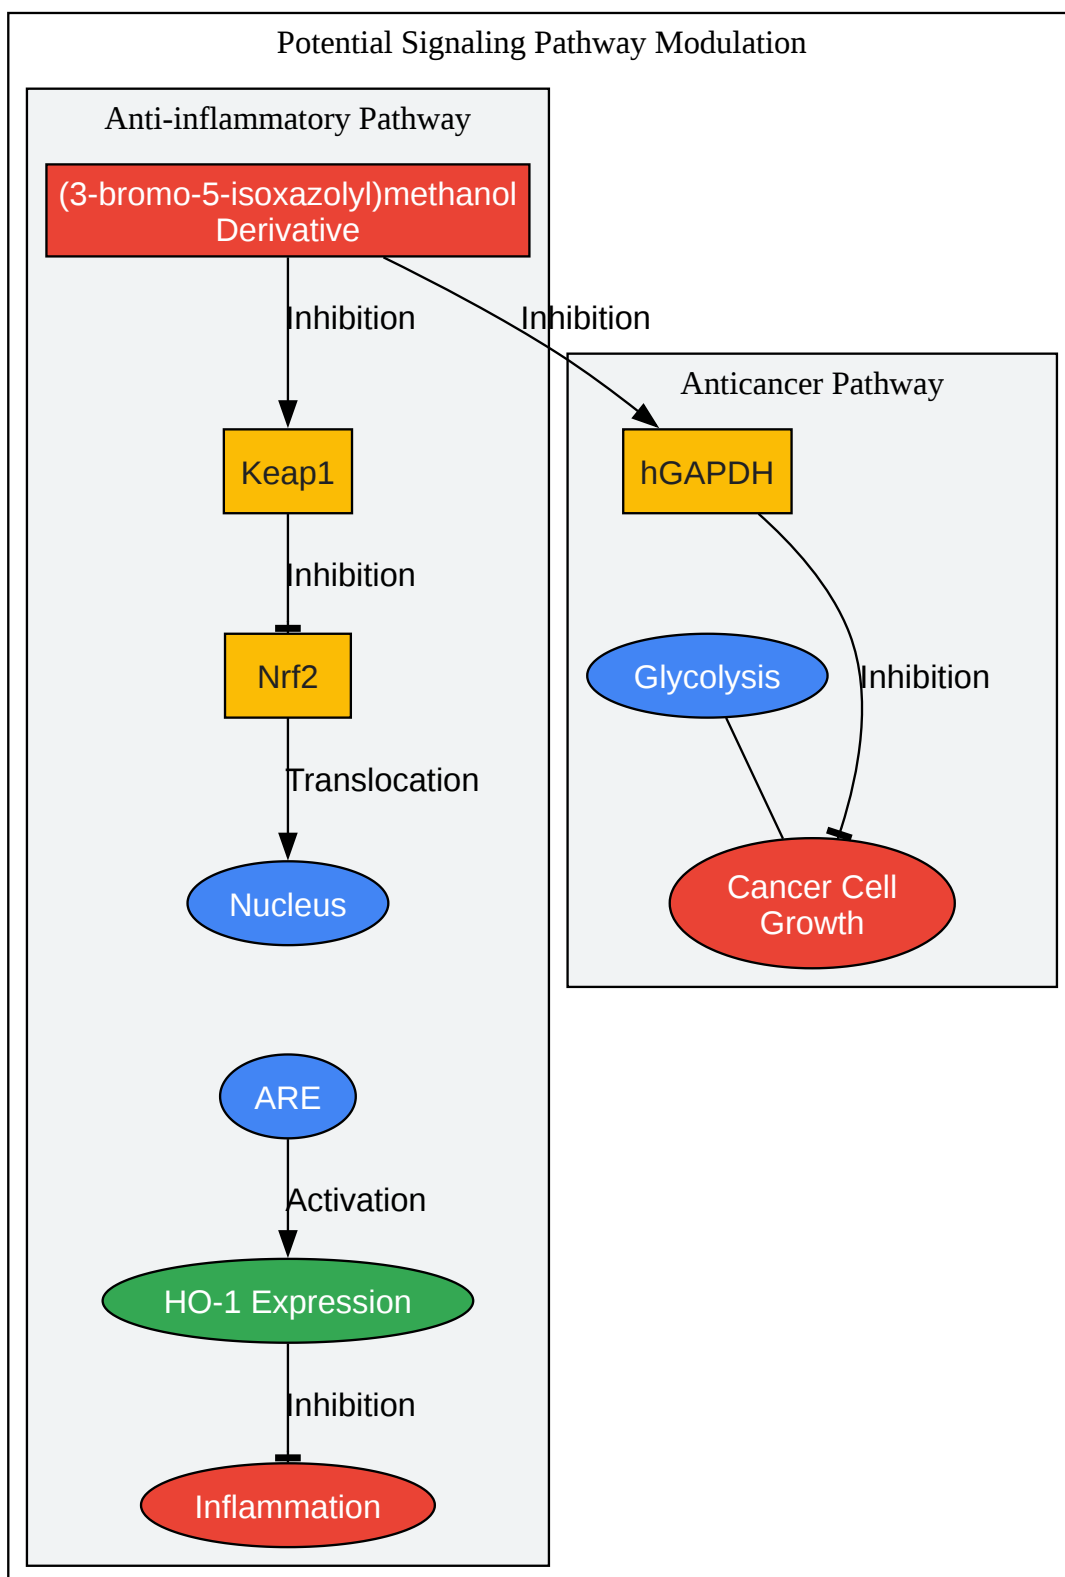 Potential Signaling Pathway Modulation
Anti-inflammatory Pathway
(3-bromo-5-isoxazolyl)methanol
Derivative
Inhibition
Inhibition
Anticancer Pathway
Keap1
hGAPDH
Inhibition
Nrf2
Glycolysis
Inhibition
Translocation
Nucleus
Cancer Cell
Growth
ARE
Activation
HO-1 Expression
Inhibition
Inflammation